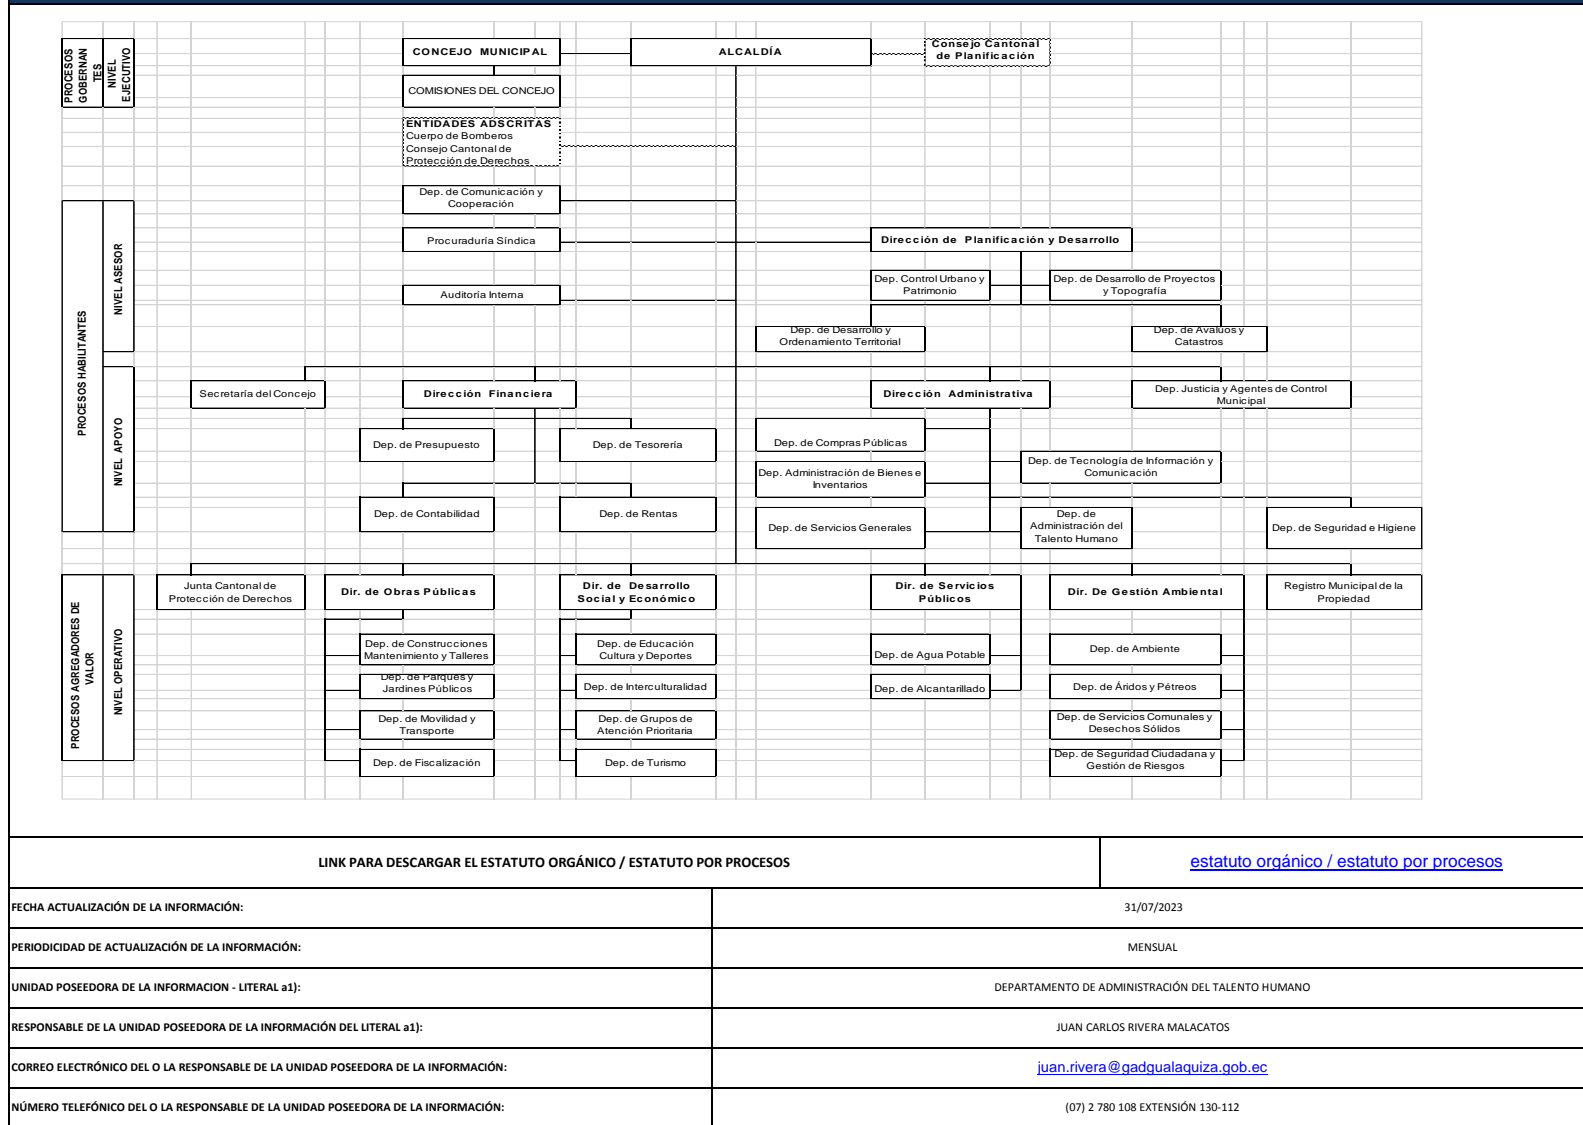 PROCESOS
GOBERNAN
TES
NIVEL
EJECUTIVO
CONCEJO MUNICIPAL
ALCALDÍA
Consejo Cantonal
de Planificación
COMISIONES DEL CONCEJO
ENTIDADES ADSCRITAS
Cuerpo de Bomberos
Consejo Cantonal de
Protección de Derechos
PROCESOS HABILITANTES
NIVEL ASESOR
Dep. de Comunicación y
Cooperación
Procuraduría Síndica
Dirección de Planificación y Desarrollo
Auditoría Interna
Dep. Control Urbano y
Patrimonio
Dep. de Desarrollo de Proyectos
y Topografía
Dep. de Desarrollo y
Ordenamiento Territorial
Dep. de Avalúos y
Catastros
NIVEL APOYO
Secretaría del Concejo
Dirección Financiera
Dirección Administrativa
Dep. Justicia y Agentes de Control
Municipal
Dep. de Presupuesto
Dep. de Tesorería
Dep. de Compras Públicas
Dep. Administración de Bienes e
Inventarios
Dep. de Tecnología de Información y
Comunicación
Dep. de Contabilidad
Dep. de Rentas
Dep. de Servicios Generales
Dep. de
Administración del
Talento Humano
Dep. de Seguridad e Higiene
PROCESOS AGREGADORES DE
VALOR
NIVEL OPERATIVO
Junta Cantonal de
Protección de Derechos
Dir. de Obras Públicas
Dir. de Desarrollo
Social y Económico
Dir. de Servicios
Públicos
Dir. De Gestión Ambiental
Registro Municipal de la
Propiedad
Dep. de Construcciones
Mantenimiento y Talleres
Dep. de Educación
Cultura y Deportes
Dep. de Agua Potable
Dep. de Ambiente
Dep. de Parques y
Jardines Públicos
Dep. de Interculturalidad
Dep. de Alcantarillado
Dep. de Áridos y Pétreos
Dep. de Movilidad y
Transporte
Dep. de Grupos de
Atención Prioritaria
Dep. de Servicios Comunales y
Desechos Sólidos
Dep. de Fiscalización
Dep. de Turismo
Dep. de Seguridad Ciudadana y
Gestión de Riesgos
LINK PARA DESCARGAR EL ESTATUTO ORGÁNICO / ESTATUTO POR PROCESOS
estatuto orgánico / estatuto por procesos
FECHA ACTUALIZACIÓN DE LA INFORMACIÓN:
31/07/2023
PERIODICIDAD DE ACTUALIZACIÓN DE LA INFORMACIÓN:
MENSUAL
UNIDAD POSEEDORA DE LA INFORMACION - LITERAL a1):
DEPARTAMENTO DE ADMINISTRACIÓN DEL TALENTO HUMANO
RESPONSABLE DE LA UNIDAD POSEEDORA DE LA INFORMACIÓN DEL LITERAL a1):
JUAN CARLOS RIVERA MALACATOS
CORREO ELECTRÓNICO DEL O LA RESPONSABLE DE LA UNIDAD POSEEDORA DE LA INFORMACIÓN:
juan.rivera@gadgualaquiza.gob.ec
NÚMERO TELEFÓNICO DEL O LA RESPONSABLE DE LA UNIDAD POSEEDORA DE LA INFORMACIÓN:
(07) 2 780 108 EXTENSIÓN 130-112